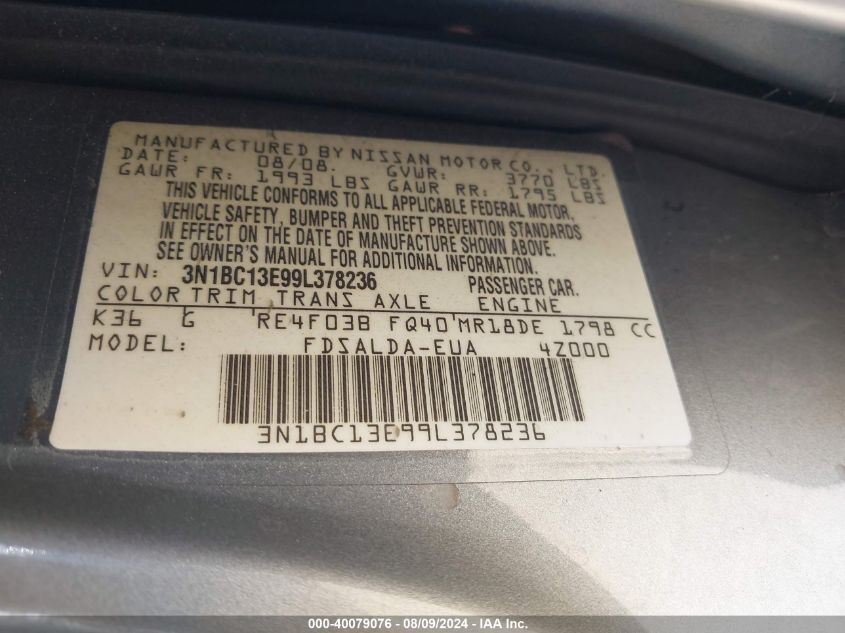 MANUFACTURED BY NISSAN MOTOR CO., LTD.
DATE: 08/08. GVWR: 3770 LBS
GAWR FR: 1993 LBS GAWR RR: 1795 LBS
THIS VEHICLE CONFORMS TO ALL APPLICABLE FEDERAL MOTOR
VEHICLE SAFETY, BUMPER AND THEFT PREVENTION STANDARDS
IN EFFECT ON THE DATE OF MANUFACTURE SHOWN ABOVE.
SEE OWNER'S MANUAL FOR ADDITIONAL INFORMATION.
VIN: 3N1BC13E99L378236 PASSENGER CAR.
COLOR TRIM TRANS AXLE ENGINE
K36 G RE4F03B FQ40 MR18DE 1798 CC
MODEL: FDSALDA-EUA 4Z000
3N1BC13E99L378236
000-40079076 - 08/09/2024 - IAA Inc.